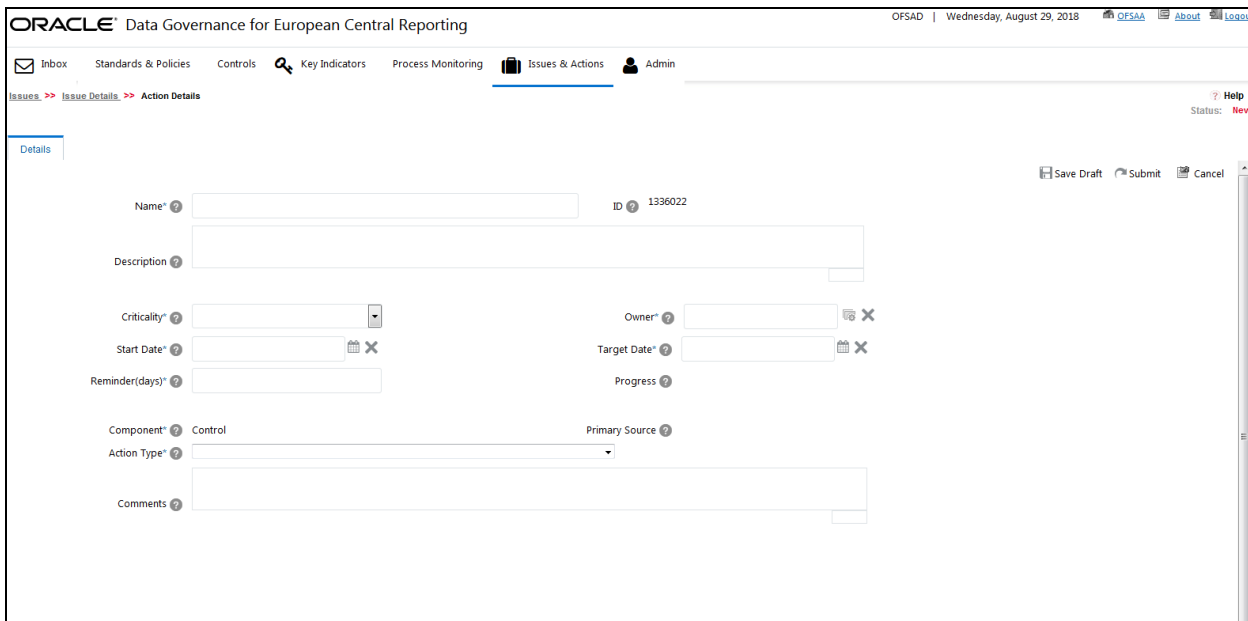 ORACLE® Data Governance for European Central Reporting
OFSAD | Wednesday, August 29, 2018 OFSAA About Logou
Inbox Standards & Policies Controls Key Indicators Process Monitoring Issues & Actions Admin
Issues >> Issue Details >> Action Details
? Help
Status: Nev
Details
Save Draft Submit Cancel
Name* ? ID ? 1336022
Description ?
Criticality* ? Owner* ?
Start Date* ? Target Date* ?
Reminder(days)* ? Progress ?
Component* ? Control Primary Source ?
Action Type* ?
Comments ?